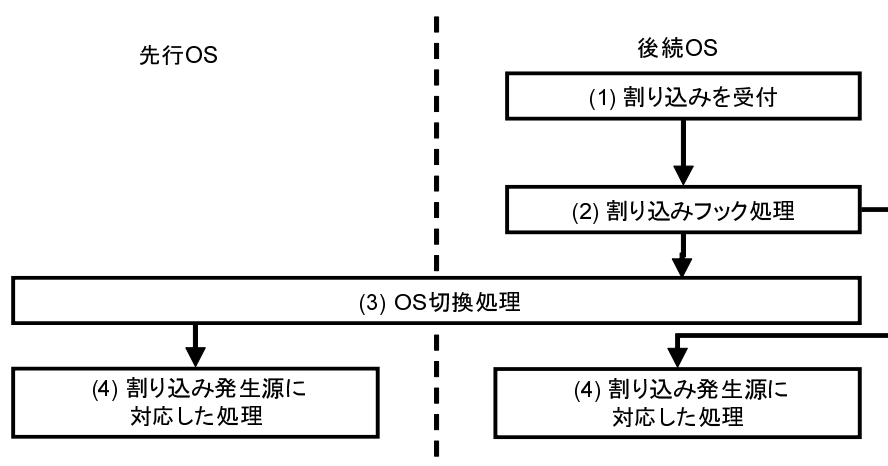 先行OS
後続OS
(1) 割り込みを受付
(2) 割り込みフック処理
(3) OS切換処理
(4) 割り込み発生源に
対応した処理
(4) 割り込み発生源に
対応した処理